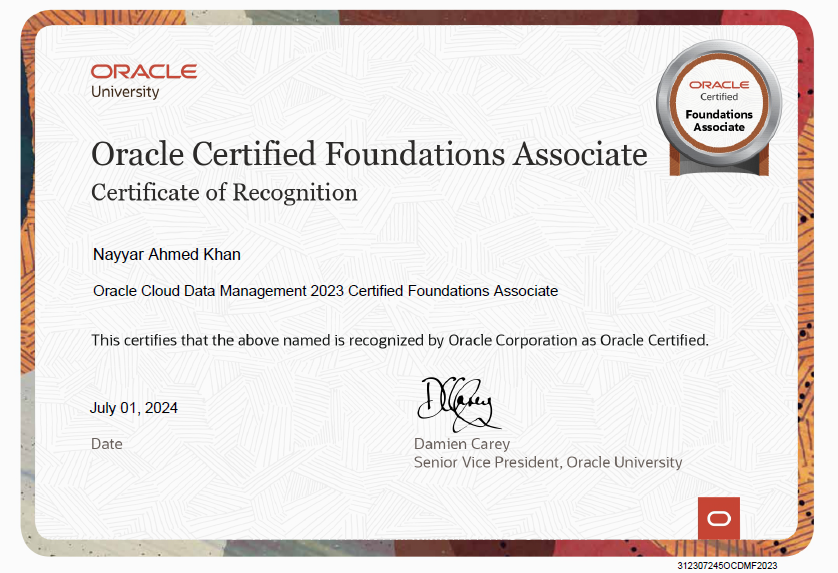 ORACLE
University
ORACLE
Certified
Foundations
Associate
Oracle Certified Foundations Associate
Certificate of Recognition
Nayyar Ahmed Khan
Oracle Cloud Data Management 2023 Certified Foundations Associate
This certifies that the above named is recognized by Oracle Corporation as Oracle Certified.
July 01, 2024
Date
DCarey
Damien Carey
Senior Vice President, Oracle University
312307245OCDMF2023